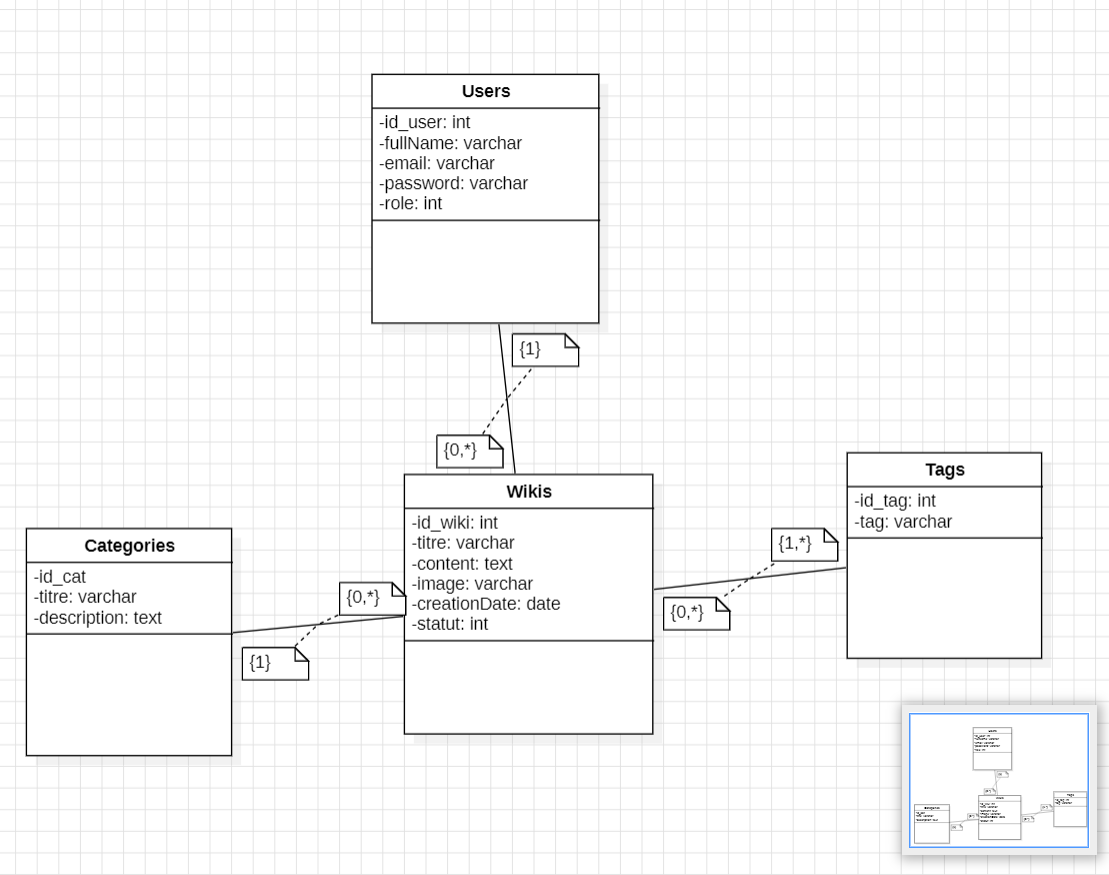 Users
-id_user: int
-fullName: varchar
-email: varchar
-password: varchar
-role: int
{1}
{0,*}
Wikis
-id_wiki: int
-titre: varchar
-content: text
-image: varchar
-creationDate: date
-statut: int
Tags
-id_tag: int
-tag: varchar
{1,*}
{0,*}
Categories
-id_cat
-titre: varchar
-description: text
{0,*}
{1}